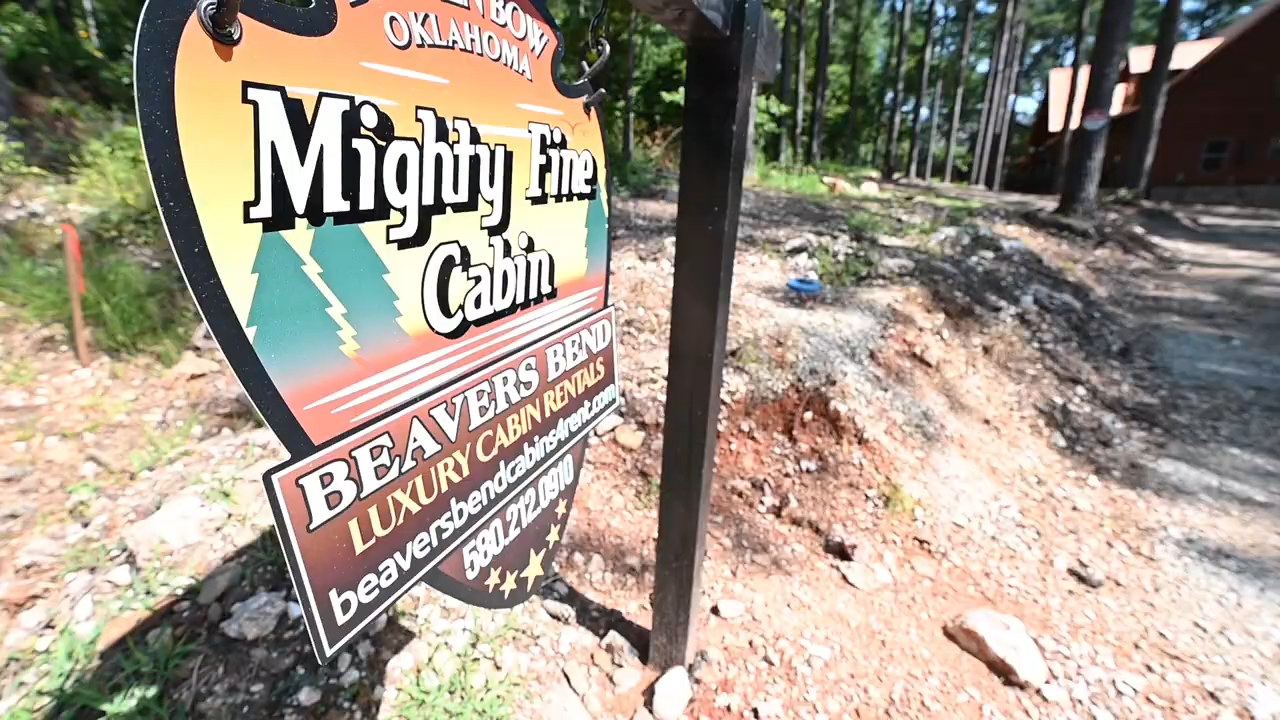 OKLAHOMA
Mighty Fine
Cabin
BEAVERS BEND
LUXURY CABIN RENTALS
beaversbendcabins4rent.com
580.212.0910